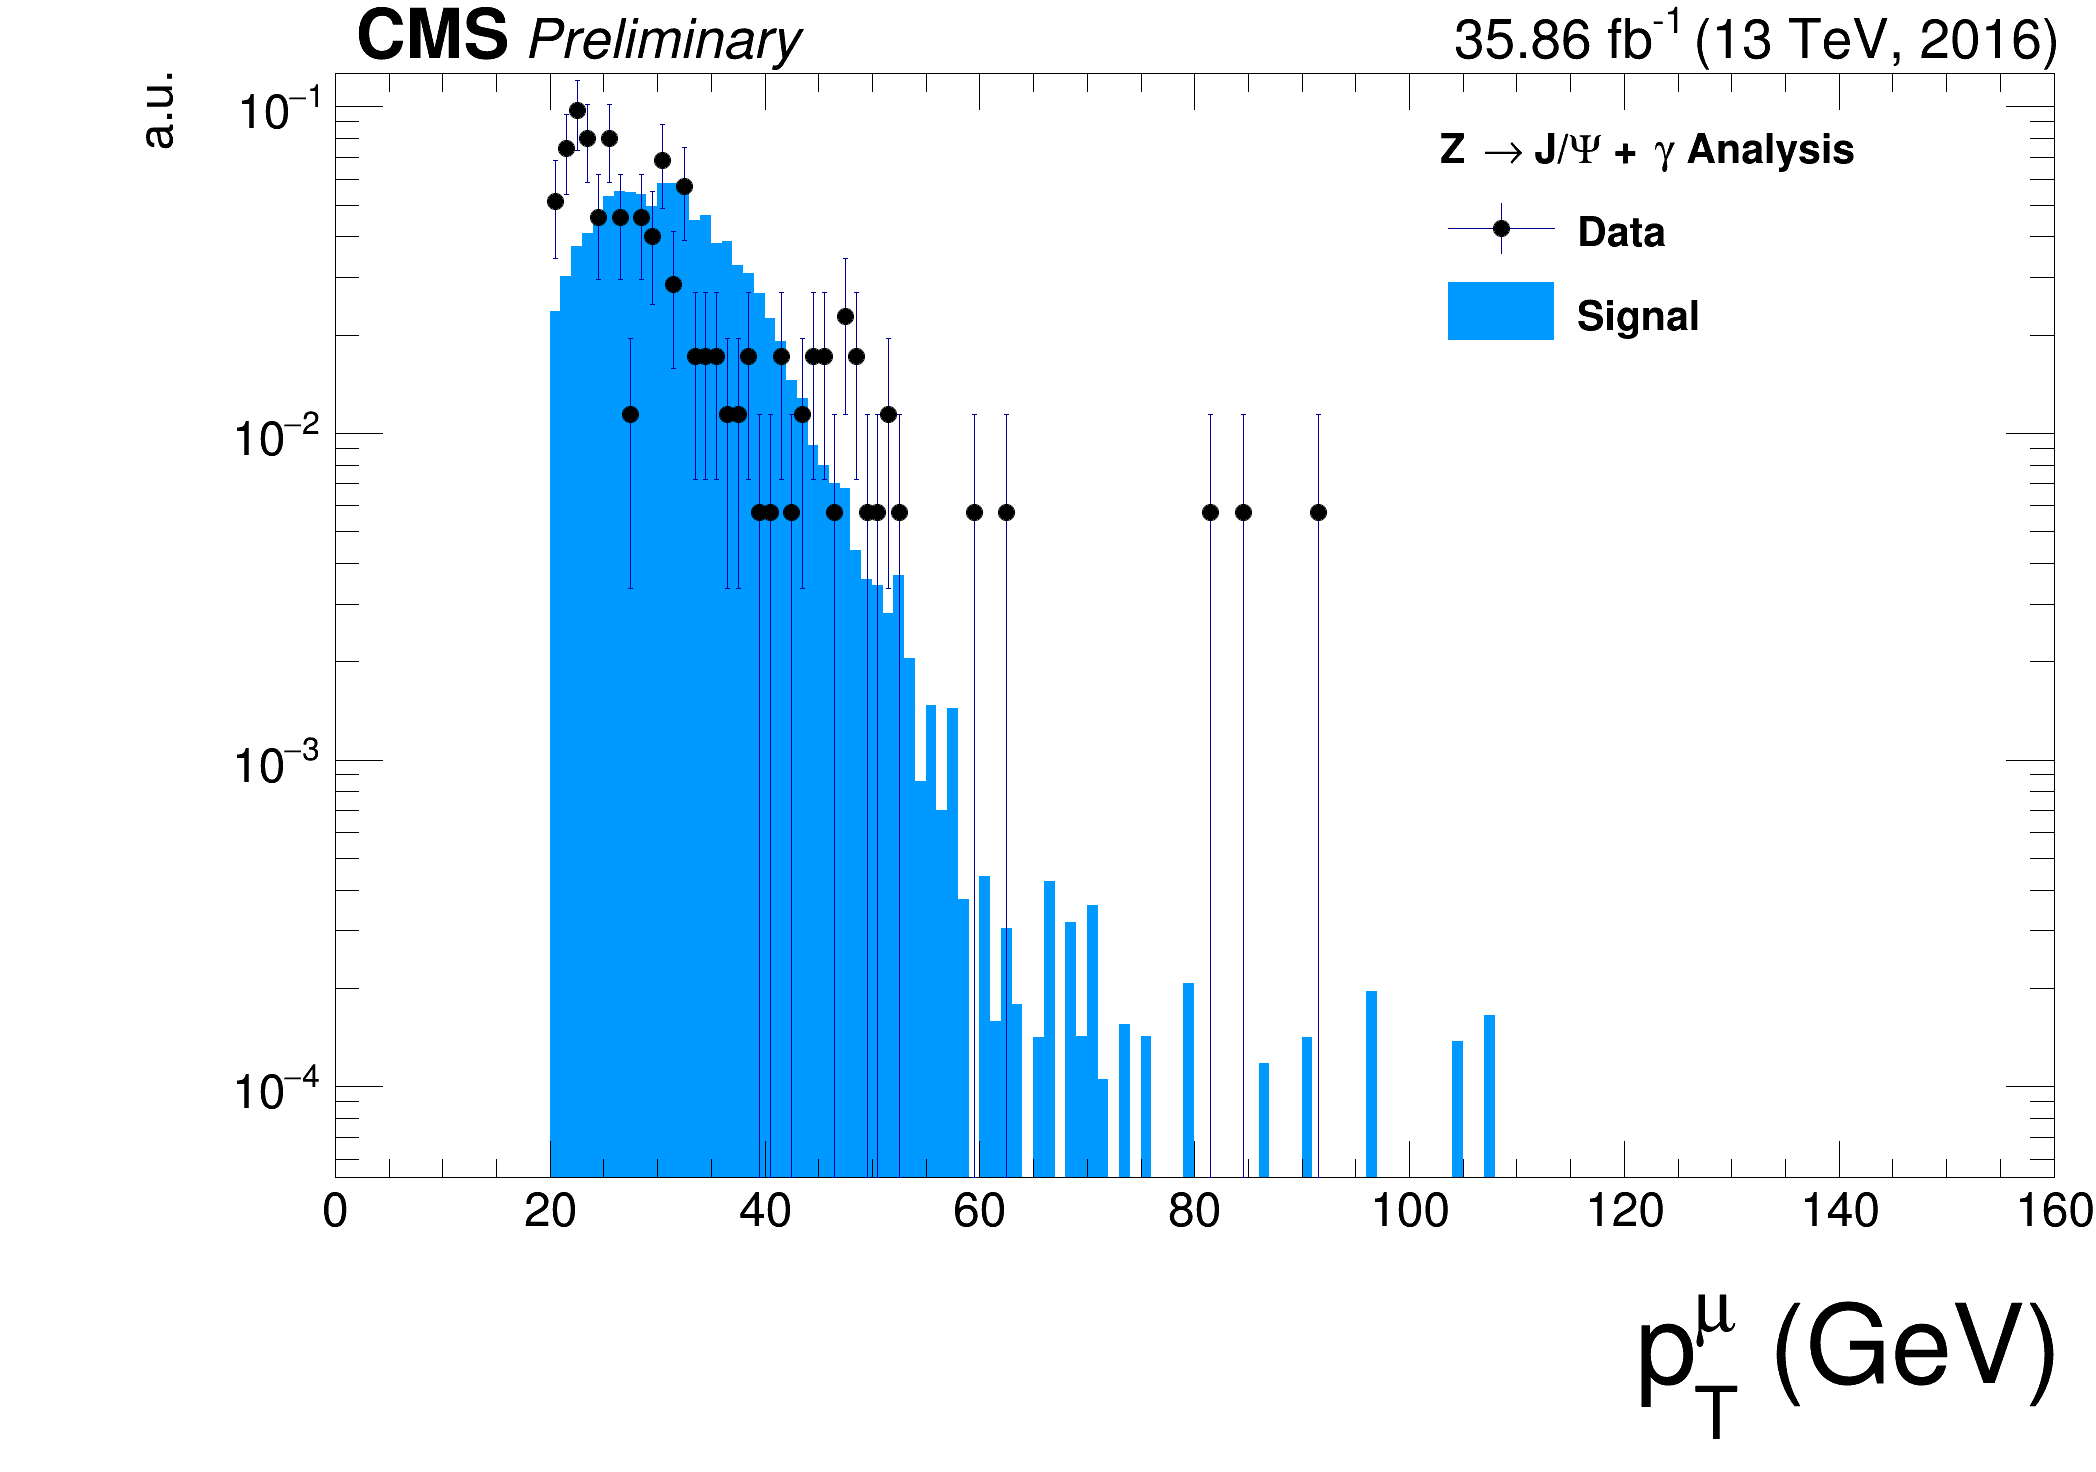 CMS Preliminary 35.86 fb⁻¹ (13 TeV, 2016)
a.u.
10⁻¹
10⁻²
10⁻³
10⁻⁴
Z → J/Ψ + γ Analysis
Data
Signal
0 20 40 60 80 100 120 140 160
p_T^μ (GeV)